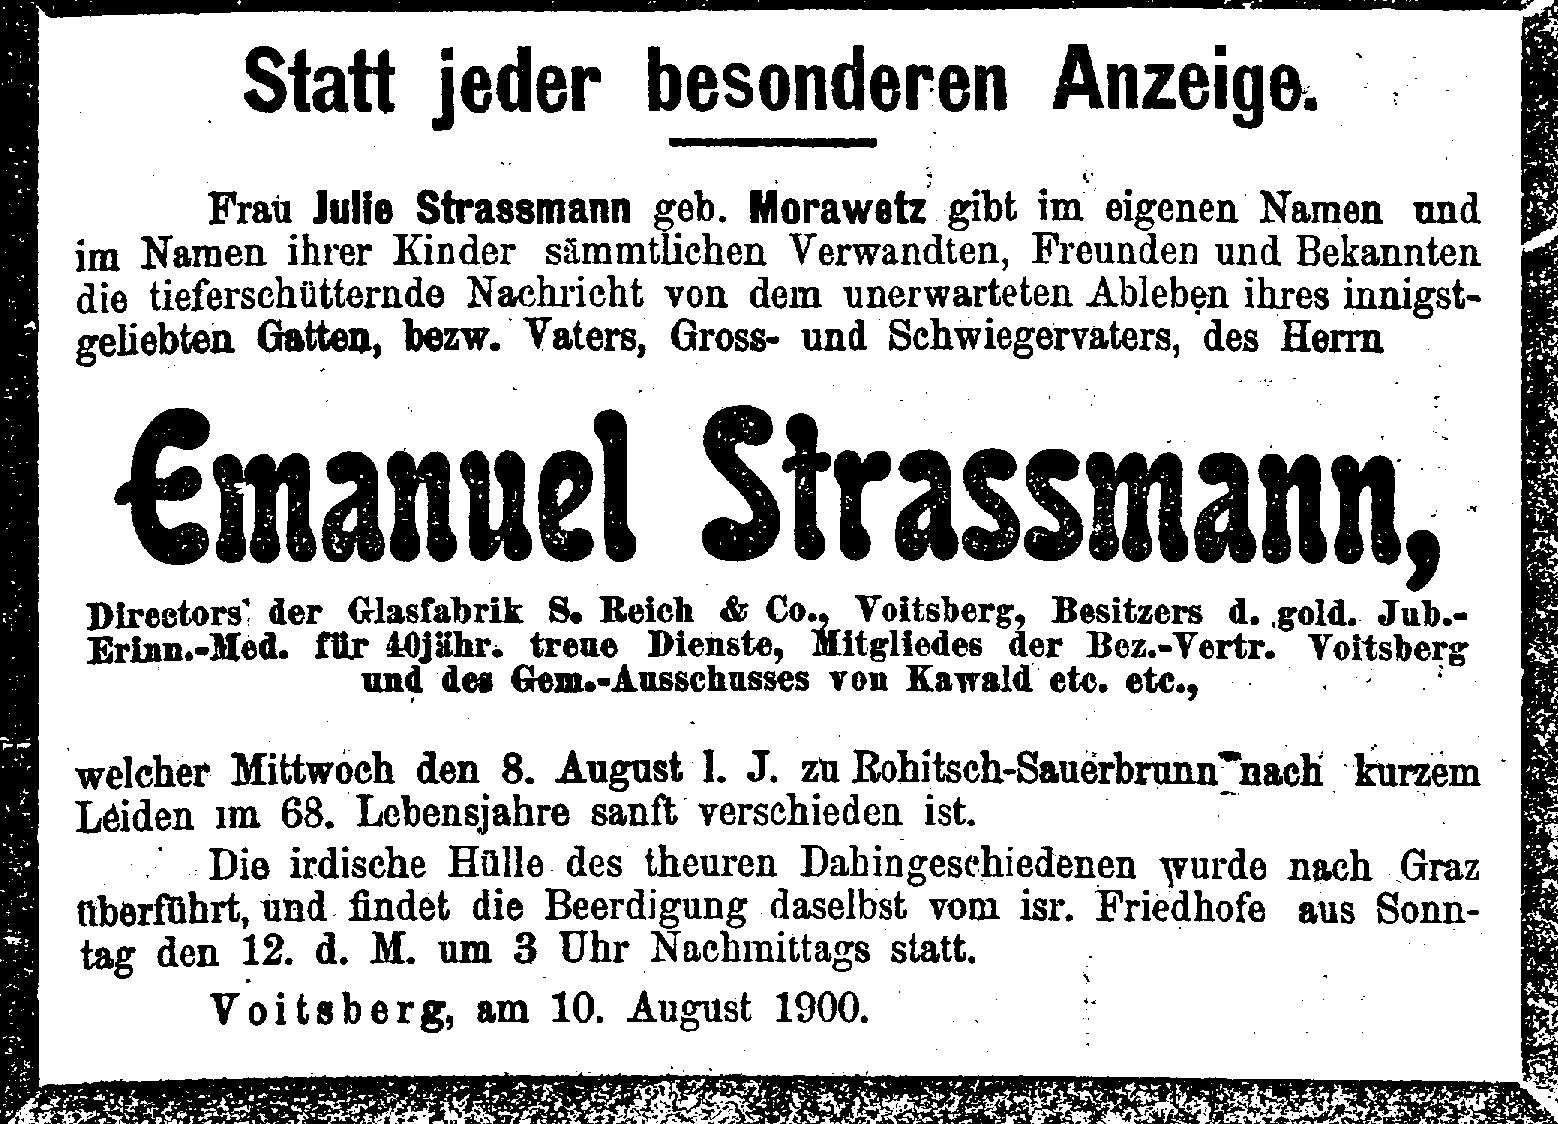 Statt jeder besonderen Anzeige.
Frau Julie Strassmann geb. Morawetz gibt im eigenen Namen und
im Namen ihrer Kinder sämmtlichen Verwandten, Freunden und Bekannten
die tieferschütternde Nachricht von dem unerwarteten Ableben ihres innigst-
geliebten Gatten, bezw. Vaters, Gross- und Schwiegervaters, des Herrn
Emanuel Strassmann,
Directors der Glasfabrik S. Reich & Co., Voitsberg, Besitzers d. gold. Jub.-
Erinn.-Med. für 40jähr. treue Dienste, Mitgliedes der Bez.-Vertr. Voitsberg
und des Gem.-Ausschusses von Kawald etc. etc.,
welcher Mittwoch den 8. August l. J. zu Rohitsch-Sauerbrunn nach kurzem
Leiden im 68. Lebensjahre sanft verschieden ist.
Die irdische Hülle des theuren Dahingeschiedenen wurde nach Graz
überführt, und findet die Beerdigung daselbst vom isr. Friedhofe aus Sonn-
tag den 12. d. M. um 3 Uhr Nachmittags statt.
Voitsberg, am 10. August 1900.